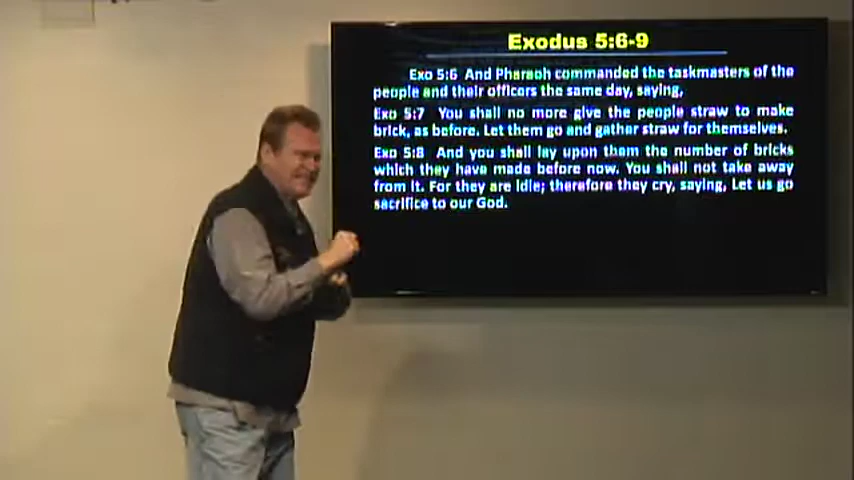 Exodus 5:6-9
Exo 5:6 And Pharaoh commanded the taskmasters of the
people and their officers the same day, saying,
Exo 5:7 You shall no more give the people straw to make
brick, as before. Let them go and gather straw for themselves.
Exo 5:8 And you shall lay upon them the number of bricks
which they have made before now. You shall not take away
from it. For they are idle; therefore they cry, saying, Let us go
sacrifice to our God.